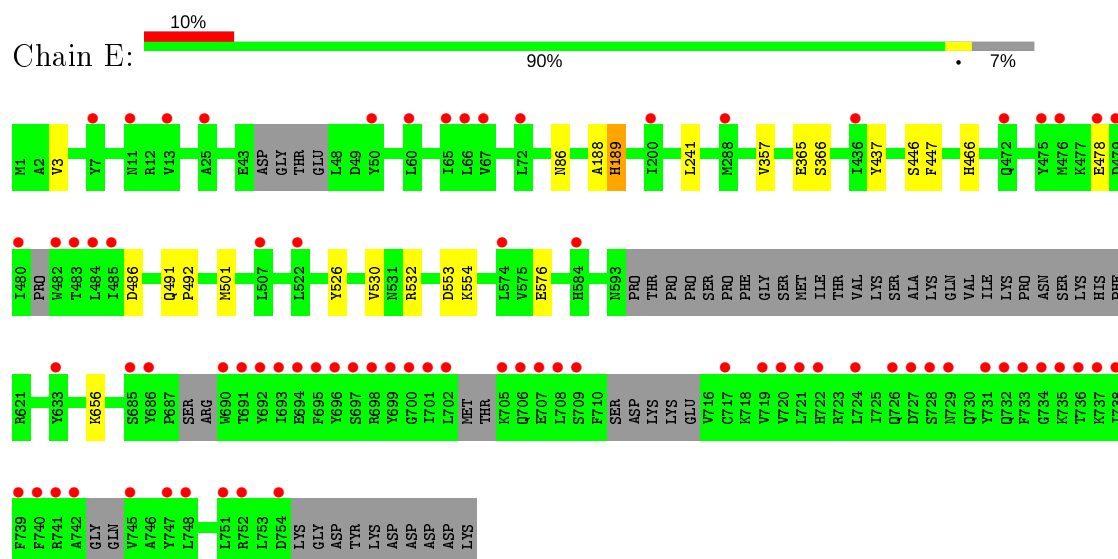 10%
Chain E:
90%
•
7%
M1 A2 V3 Y7 N11 R12 V13 A25 E43 ASP GLY THR GLU L48 D49 Y50 L60 I65 L66 V67 L72 N86 A188 H189 I200 L241 M288 V357 E365 S366 I436 Y437 S446 F447 H466 Q472 Y475 M476 K477 E478 D479
I480 PRO W482 T483 L484 I485 D486 Q491 P492 M501 L507 L522 Y526 V530 N531 R532 D553 K554 L574 V575 E576 H584 N593 PRO THR PRO PRO PRO SER PRO PHE GLY SER MET ILE THR VAL LYS SER ALA LYS GLN VAL ILE LYS PRO ASN SER LYS HIS PHE
R621 Y633 K656 S685 Y686 P687 SER ARG W690 T691 Y692 I693 E694 F695 Y696 S697 R698 Y699 G700 I701 L702 MET THR K705 Q706 E707 L708 S709 F710 SER ASP LYS LYS GLU V716 C717 K718 V719 V720 L721 H722 R723 L724 I725 Q726 D727 S728 N729 Q730 Y731 Q732 F733 G734 K735 T736 K737 I738
F739 F740 R741 A742 GLY GLN V745 A746 Y747 L748 L751 R752 L753 D754 LYS GLY ASP TYR LYS ASP ASP ASP ASP LYS